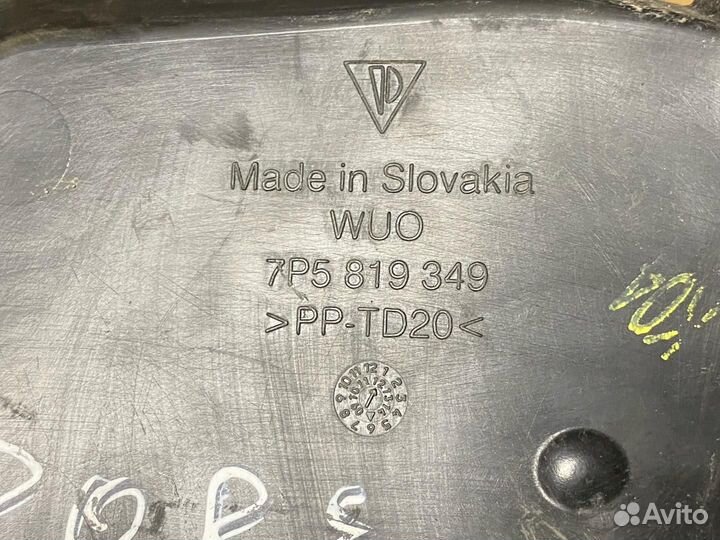 Made in Slovakia
WUO
7P5 819 349
>PP-TD20<
Avito